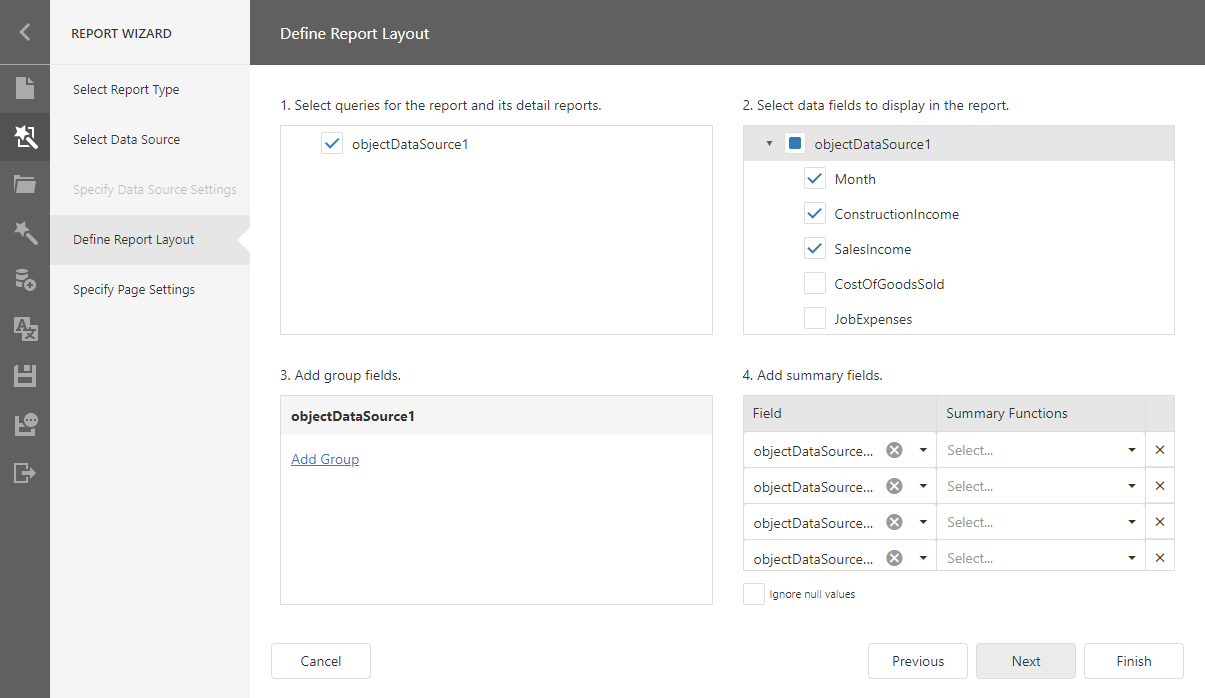 REPORT WIZARD
Define Report Layout
Select Report Type
Select Data Source
Specify Data Source Settings
Define Report Layout
Specify Page Settings
1. Select queries for the report and its detail reports.
objectDataSource1
2. Select data fields to display in the report.
objectDataSource1
Month
ConstructionIncome
SalesIncome
CostOfGoodsSold
JobExpenses
3. Add group fields.
objectDataSource1
Add Group
4. Add summary fields.
Field Summary Functions
objectDataSource... Select...
objectDataSource... Select...
objectDataSource... Select...
objectDataSource... Select...
Ignore null values
Cancel Previous Next Finish